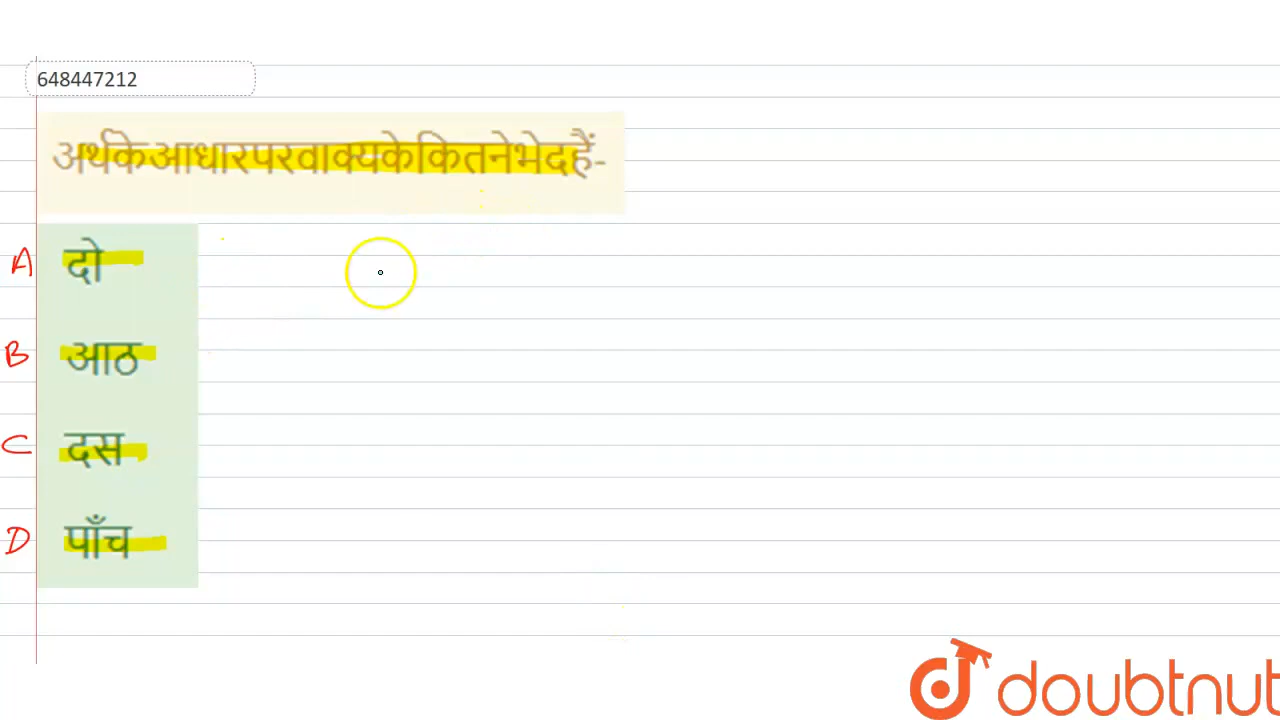 648447212
अर्थकेआधारपरवाक्यकेकितनेभेदहैं-
A दो
B आठ
C दस
D पाँच
doubtnut